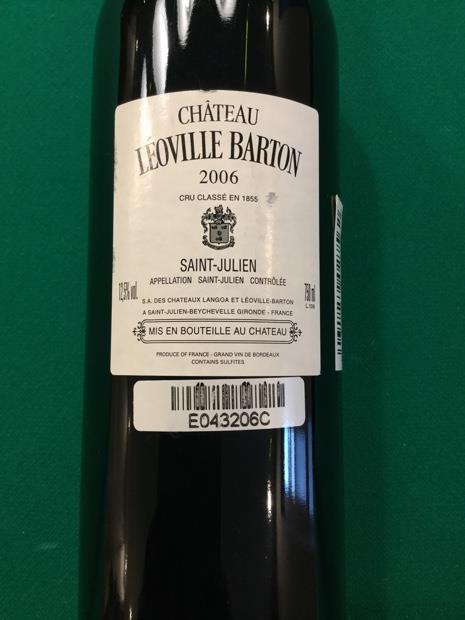 CHÂTEAU
LÉOVILLE BARTON
2006
CRU CLASSÉ EN 1855
SAINT-JULIEN
APPELLATION SAINT-JULIEN CONTRÔLÉE
12,5% vol.
750 ml
S.A. DES CHATEAUX LANGOA ET LÉOVILLE-BARTON
A SAINT-JULIEN-BEYCHEVELLE GIRONDE - FRANCE
MIS EN BOUTEILLE AU CHATEAU
PRODUCE OF FRANCE - GRAND VIN DE BORDEAUX
CONTAINS SULFITES
E043206C